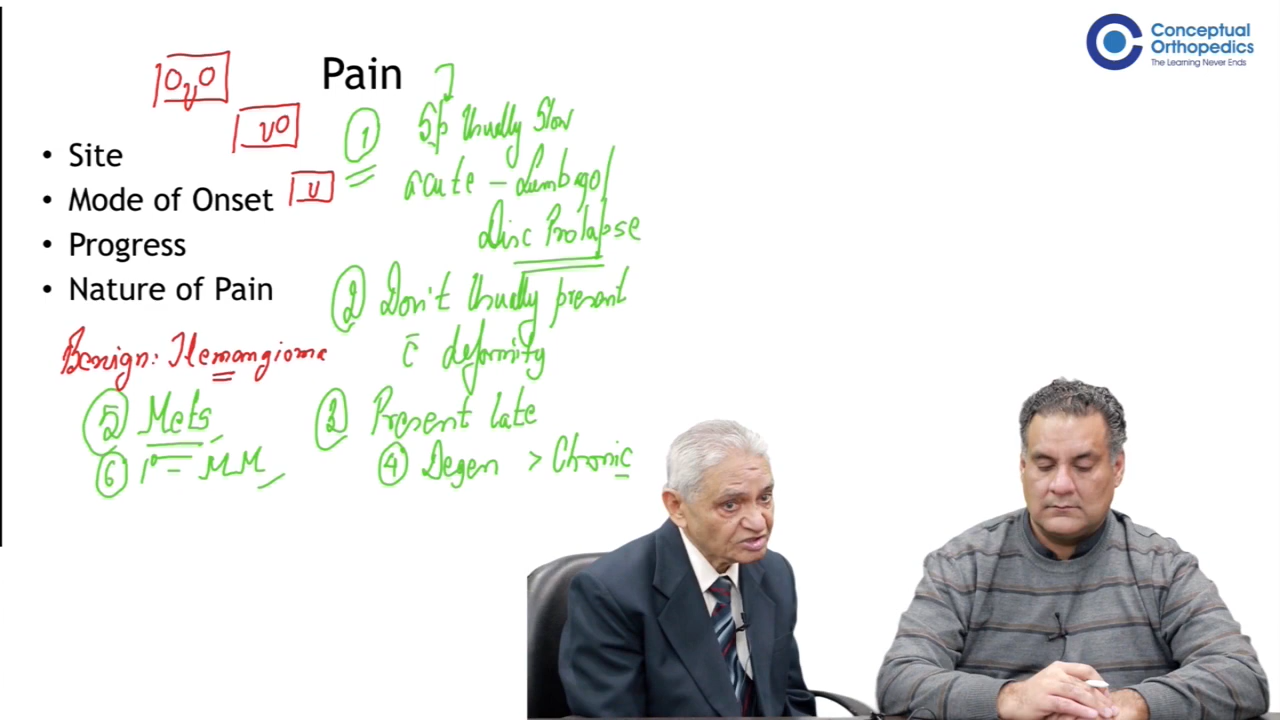 Conceptual
Orthopedics
The Learning Never Ends
Pain
• Site
• Mode of Onset
• Progress
• Nature of Pain
1 Sp Usually Slow
acute – Lumbago/
Disc Prolapse
2 Don't Usually present
c̄ deformity
3 Present late
4 Degen > Chronic
Benign: Hemangioma
5 Mets
6 1° – MM